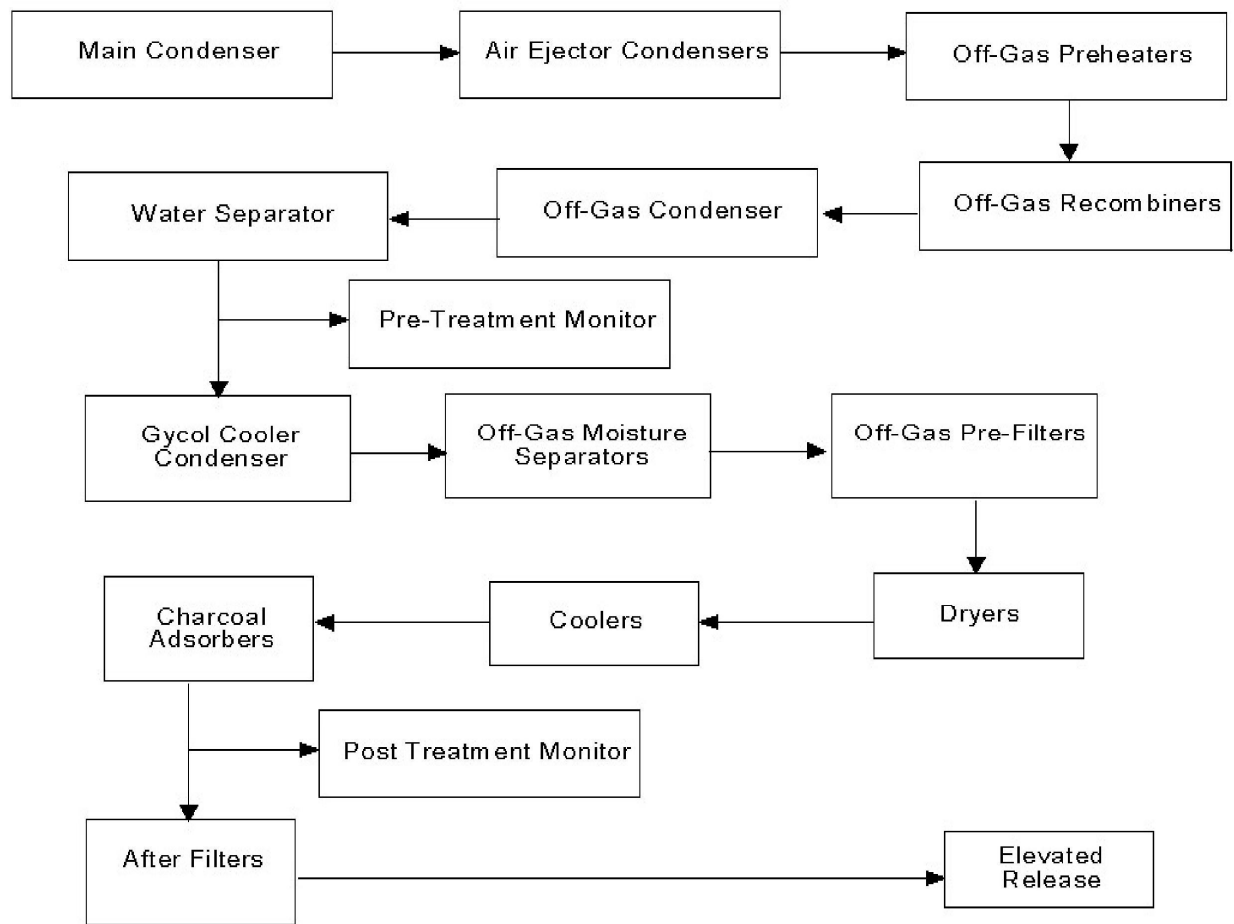 Main Condenser
Air Ejector Condensers
Off-Gas Preheaters
Water Separator
Off-Gas Condenser
Off-Gas Recombiners
Pre-Treatment Monitor
Gycol Cooler
Condenser
Off-Gas Moisture
Separators
Off-Gas Pre-Filters
Charcoal
Adsorbers
Coolers
Dryers
Post Treatment Monitor
After Filters
Elevated
Release